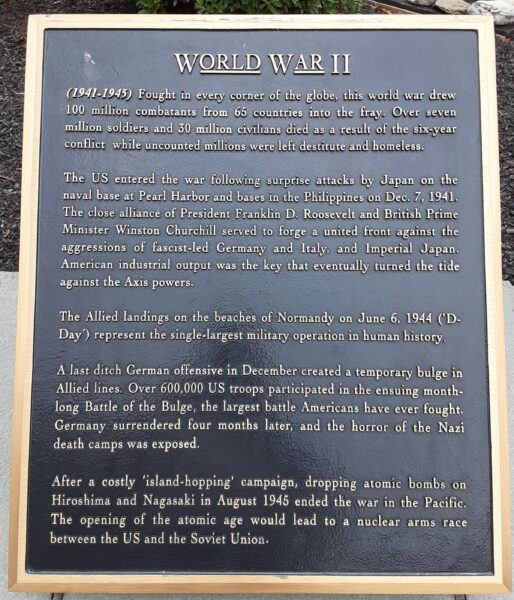 WORLD WAR II
(1941-1945) Fought in every corner of the globe, this world war drew
100 million combatants from 65 countries into the fray. Over seven
million soldiers and 30 million civilians died as a result of the six-year
conflict while uncounted millions were left destitute and homeless.
The US entered the war following surprise attacks by Japan on the
naval base at Pearl Harbor and bases in the Philippines on Dec. 7, 1941.
The close alliance of President Franklin D. Roosevelt and British Prime
Minister Winston Churchill served to forge a united front against the
aggressions of fascist-led Germany and Italy, and Imperial Japan.
American industrial output was the key that eventually turned the tide
against the Axis powers.
The Allied landings on the beaches of Normandy on June 6, 1944 ('D-
Day') represent the single-largest military operation in human history.
A last ditch German offensive in December created a temporary bulge in
Allied lines. Over 600,000 US troops participated in the ensuing month-
long Battle of the Bulge, the largest battle Americans have ever fought.
Germany surrendered four months later, and the horror of the Nazi
death camps was exposed.
After a costly 'island-hopping' campaign, dropping atomic bombs on
Hiroshima and Nagasaki in August 1945 ended the war in the Pacific.
The opening of the atomic age would lead to a nuclear arms race
between the US and the Soviet Union.